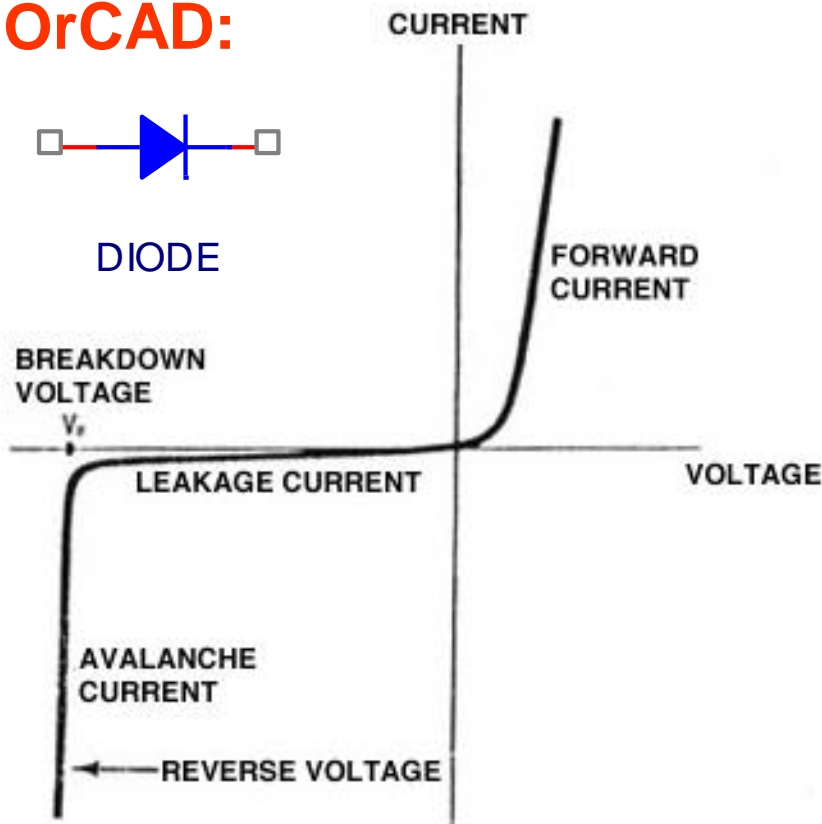 OrCAD:
CURRENT
DIODE
FORWARD
CURRENT
BREAKDOWN
VOLTAGE
VOLTAGE
LEAKAGE CURRENT
AVALANCHE
CURRENT
REVERSE VOLTAGE